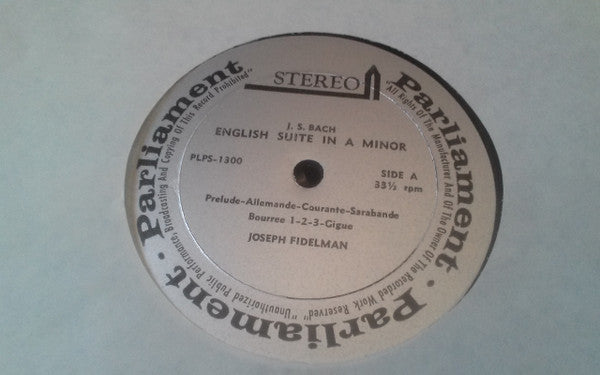 STEREO
J. S. BACH
ENGLISH SUITE IN A MINOR
PLPS-1300
SIDE A
33⅓ rpm
Prelude-Allemande-Courante-Sarabande
Bourree 1-2-3-Gigue
JOSEPH FIDELMAN
Parliament · Parliament · Parliament · Parliament
"All Rights Of The Manufacturer And Of The Owner Of The Recorded Work Reserved"
"Unauthorized Public Performance, Broadcasting And Copying Of This Record Prohibited"